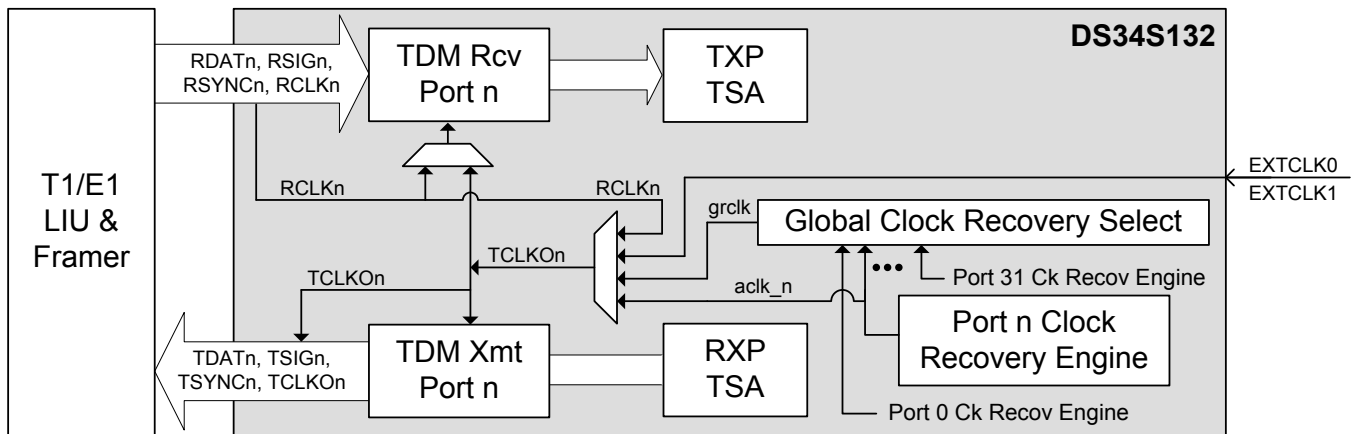 DS34S132
RDATn, RSIGn,
RSYNCn, RCLKn
TDM Rcv
Port n
TXP
TSA
T1/E1
LIU &
Framer
RCLKn
RCLKn
EXTCLK0
EXTCLK1
grclk
Global Clock Recovery Select
TCLKOn
Port 31 Ck Recov Engine
TCLKOn
aclk_n
Port n Clock
Recovery Engine
TDATn, TSIGn,
TSYNCn, TCLKOn
TDM Xmt
Port n
RXP
TSA
Port 0 Ck Recov Engine